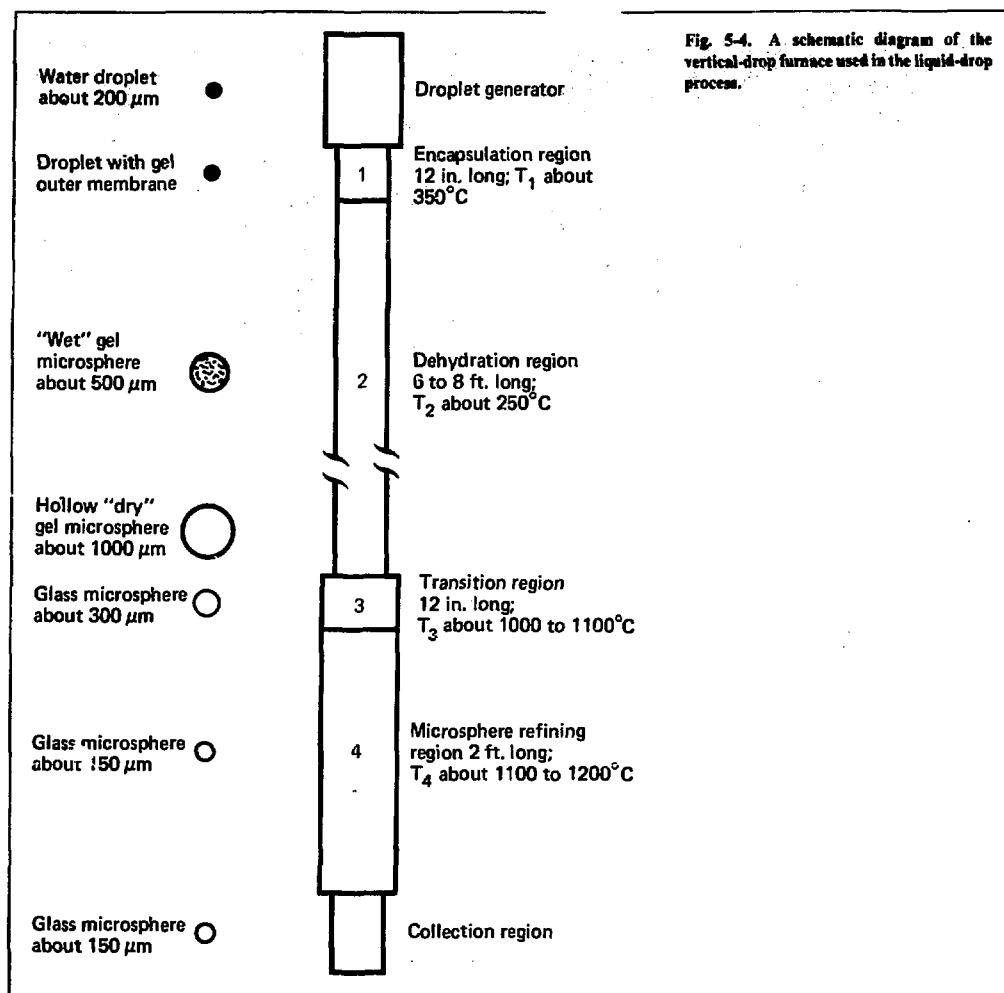 Fig. 5-4. A schematic diagram of the
vertical-drop furnace used in the liquid-drop
process.
Water droplet
about 200 μm
Droplet generator
Droplet with gel
outer membrane
1
Encapsulation region
12 in. long; T₁ about
350°C
"Wet" gel
microsphere
about 500 μm
2
Dehydration region
6 to 8 ft. long;
T₂ about 250°C
Hollow "dry"
gel microsphere
about 1000 μm
Glass microsphere
about 300 μm
3
Transition region
12 in. long;
T₃ about 1000 to 1100°C
Glass microsphere
about 150 μm
4
Microsphere refining
region 2 ft. long;
T₄ about 1100 to 1200°C
Glass microsphere
about 150 μm
Collection region